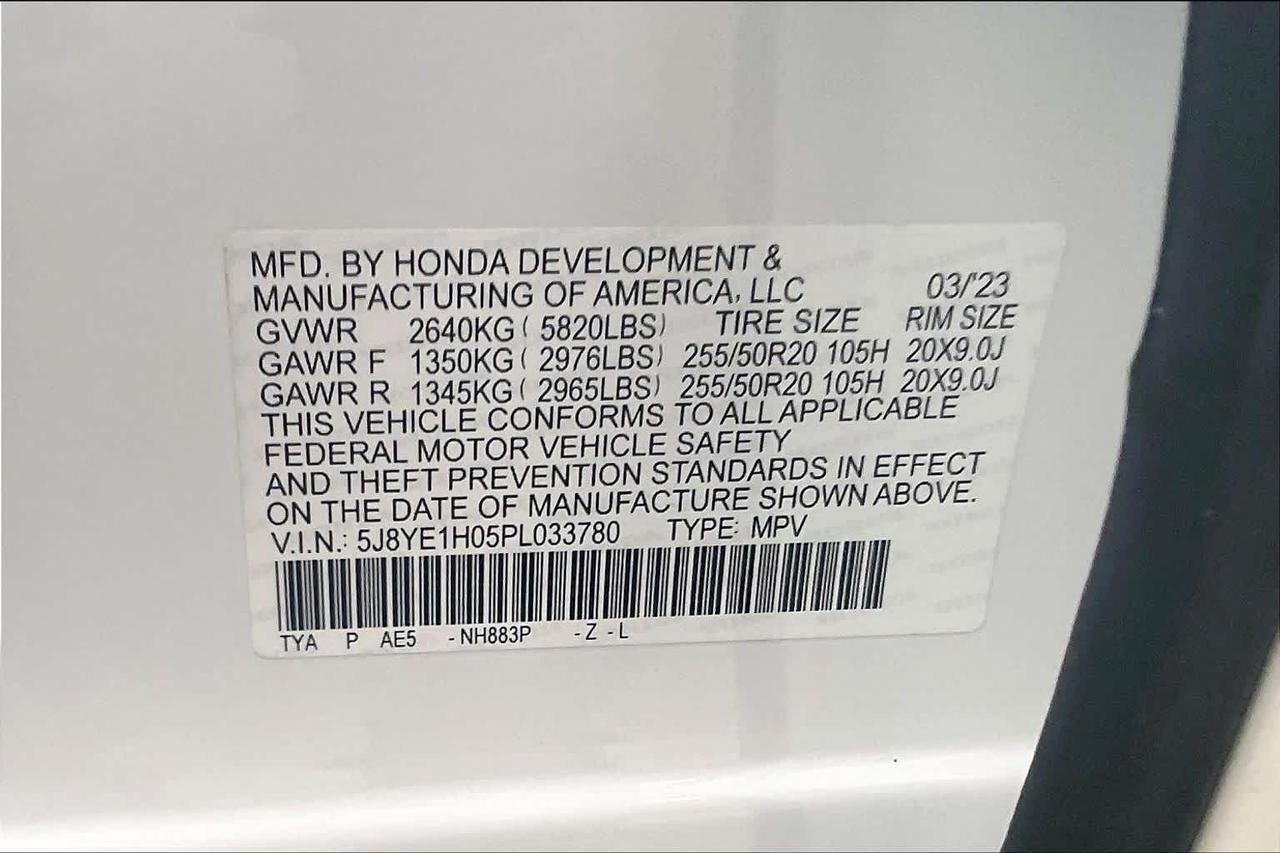 MFD. BY HONDA DEVELOPMENT &
MANUFACTURING OF AMERICA, LLC 03/'23
GVWR 2640KG ( 5820LBS) TIRE SIZE RIM SIZE
GAWR F 1350KG ( 2976LBS) 255/50R20 105H 20X9.0J
GAWR R 1345KG ( 2965LBS) 255/50R20 105H 20X9.0J
THIS VEHICLE CONFORMS TO ALL APPLICABLE
FEDERAL MOTOR VEHICLE SAFETY
AND THEFT PREVENTION STANDARDS IN EFFECT
ON THE DATE OF MANUFACTURE SHOWN ABOVE.
V.I.N.: 5J8YE1H05PL033780 TYPE: MPV
TYA P AE5 -NH883P -Z -L